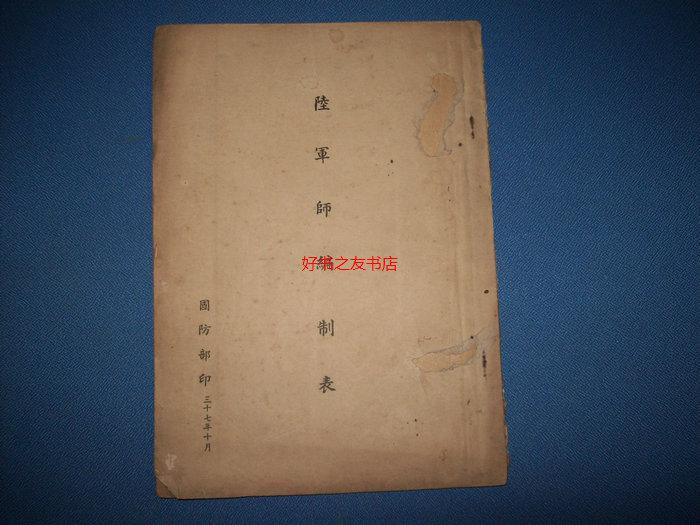 陸軍師編制表
國防部印 三十七年十月
好书之友书店